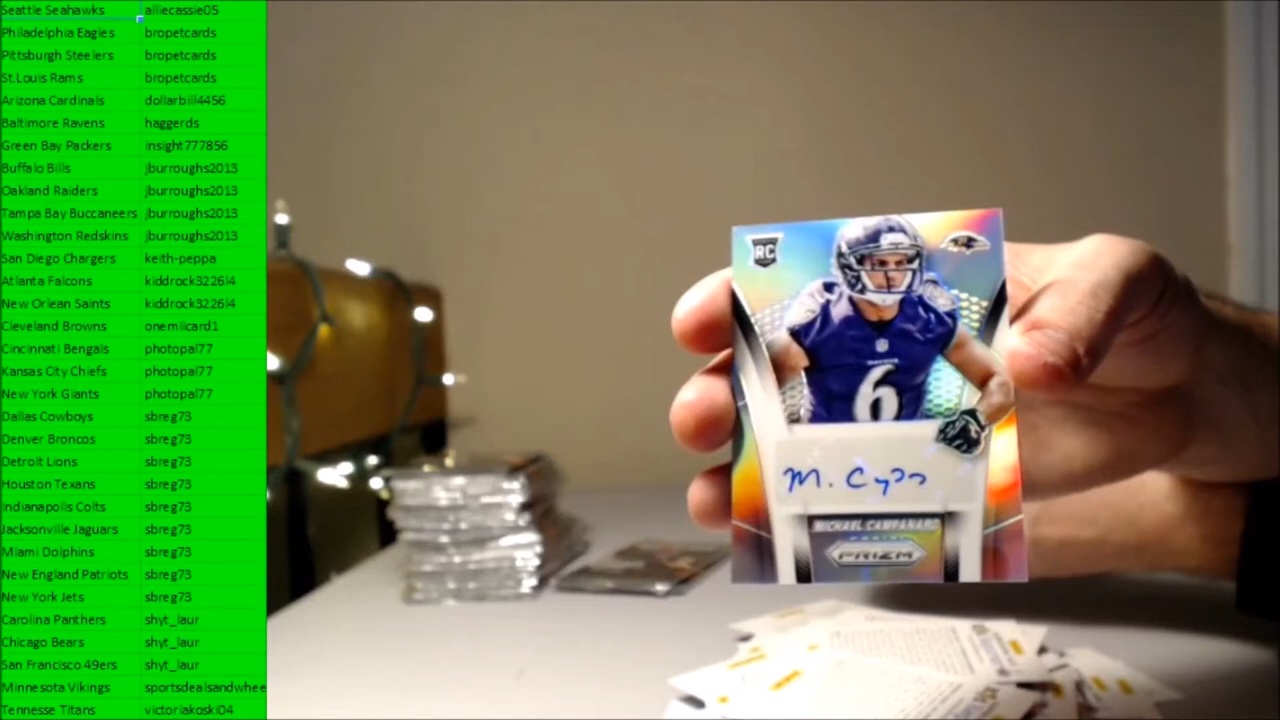 Seattle Seahawks alliecassie05
Philadelphia Eagles bropetcards
Pittsburgh Steelers bropetcards
St.Louis Rams bropetcards
Arizona Cardinals dollarbill4456
Baltimore Ravens haggerds
Green Bay Packers insight777856
Buffalo Bills jburroughs2013
Oakland Raiders jburroughs2013
Tampa Bay Buccaneers jburroughs2013
Washington Redskins jburroughs2013
San Diego Chargers keith-peppa
Atlanta Falcons kiddrock322614
New Orlean Saints kiddrock322614
Cleveland Browns onemilcard1
Cincinnati Bengals photopal77
Kansas City Chiefs photopal77
New York Giants photopal77
Dallas Cowboys sbreg73
Denver Broncos sbreg73
Detroit Lions sbreg73
Houston Texans sbreg73
Indianapolis Colts sbreg73
Jacksonville Jaguars sbreg73
Miami Dolphins sbreg73
New England Patriots sbreg73
New York Jets sbreg73
Carolina Panthers shyt_laur
Chicago Bears shyt_laur
San Francisco 49ers shyt_laur
Minnesota Vikings sportsdealsandwhee
Tennesse Titans victoriakoski04
RC
6
M. C
MICHAEL CAMPANARO
PRIZM